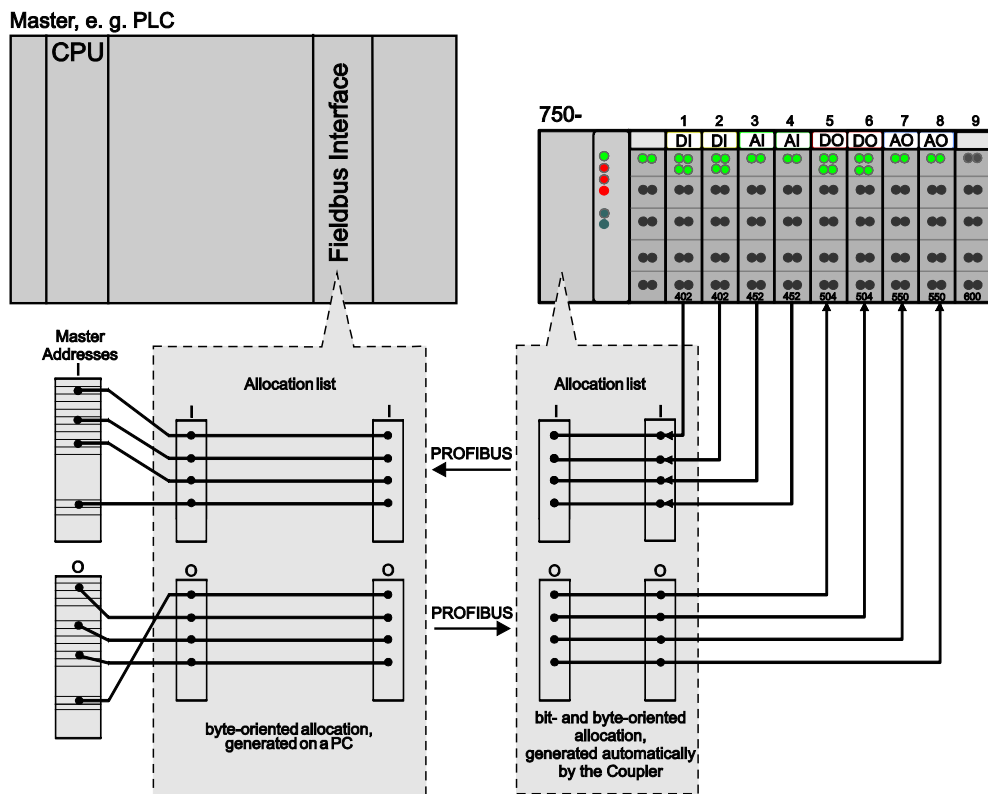 Master, e. g. PLC
CPU
Fieldbus Interface
750-
1 2 3 4 5 6 7 8 9
DI DI AI AI DO DO AO AO
402 402 452 452 504 504 550 550 600
Master
Addresses
I
Allocation list
I I
PROFIBUS
Allocation list
I I
O
O O
PROFIBUS
O O
byte-oriented allocation,
generated on a PC
bit- and byte-oriented
allocation,
generated automatically
by the Coupler